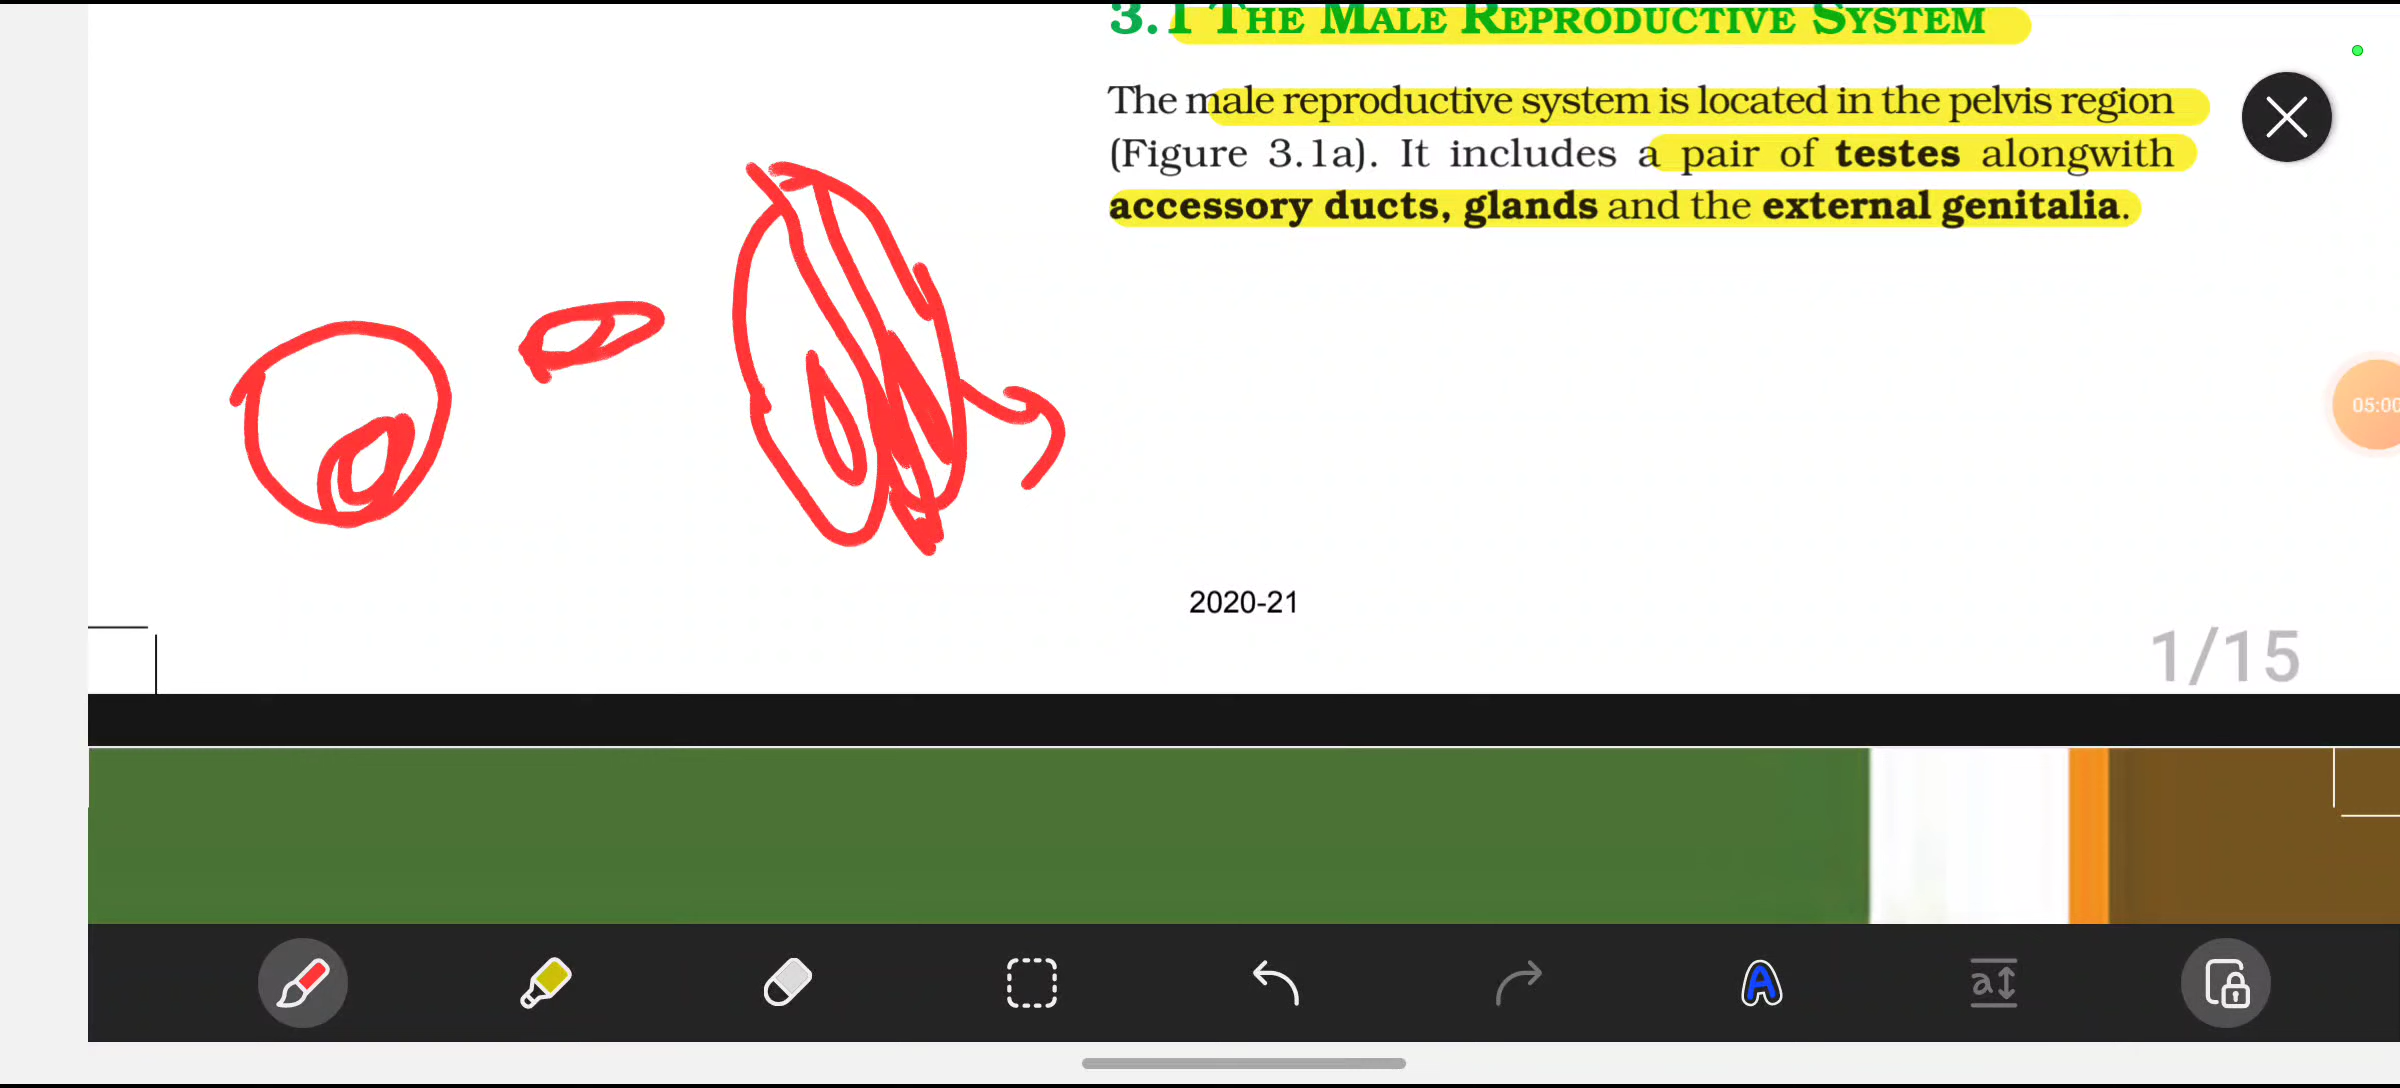 3.1 THE MALE REPRODUCTIVE SYSTEM
The male reproductive system is located in the pelvis region
(Figure 3.1a). It includes a pair of testes alongwith
accessory ducts, glands and the external genitalia.
05:00
2020-21
1/15
A
a